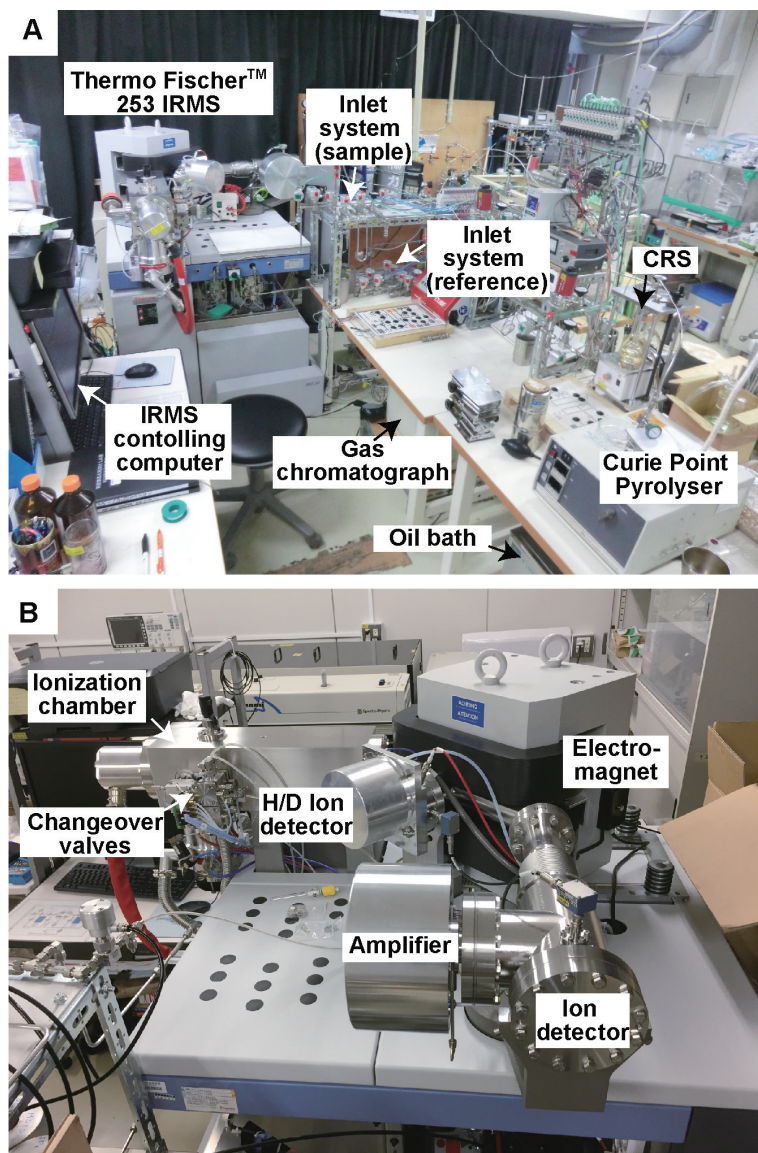 A
Thermo Fischer™
253 IRMS
Inlet
system
(sample)
Inlet
system
(reference)
CRS
IRMS
contolling
computer
Gas
chromatograph
Curie Point
Pyrolyser
Oil bath
B
Ionization
chamber
Electro-
magnet
H/D Ion
detector
Changeover
valves
Amplifier
Ion
detector